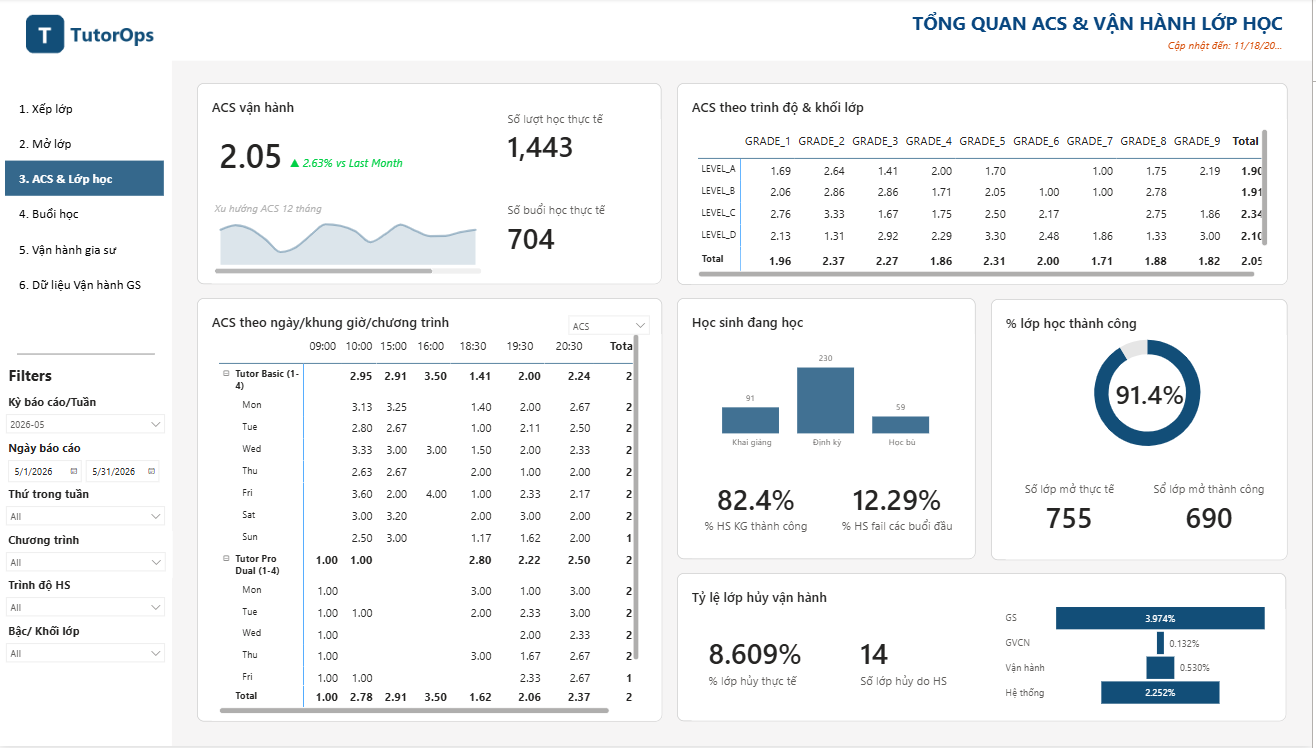 T TutorOps
TỔNG QUAN ACS & VẬN HÀNH LỚP HỌC
Cập nhật đến: 11/18/20...
1. Xếp lớp
2. Mở lớp
3. ACS & Lớp học
4. Buổi học
5. Vận hành gia sư
6. Dữ liệu Vận hành GS
Filters
Kỳ báo cáo/Tuần
2026-05
Ngày báo cáo
5/1/2026 5/31/2026
Thứ trong tuần
All
Chương trình
All
Trình độ HS
All
Bậc/ Khối lớp
All
ACS vận hành
2.05 ▲ 2.63% vs Last Month
Xu hướng ACS 12 tháng
Số lượt học thực tế
1,443
Số buổi học thực tế
704
ACS theo trình độ & khối lớp
GRADE_1 GRADE_2 GRADE_3 GRADE_4 GRADE_5 GRADE_6 GRADE_7 GRADE_8 GRADE_9 Total
LEVEL_A 1.69 2.64 1.41 2.00 1.70 1.00 1.75 2.19 1.90
LEVEL_B 2.06 2.86 2.86 1.71 2.05 1.00 1.00 2.78 1.91
LEVEL_C 2.76 3.33 1.67 1.75 2.50 2.17 2.75 1.86 2.34
LEVEL_D 2.13 1.31 2.92 2.29 3.30 2.48 1.86 1.33 3.00 2.10
Total 1.96 2.37 2.27 1.86 2.31 2.00 1.71 1.88 1.82 2.05
ACS theo ngày/khung giờ/chương trình
ACS
09:00 10:00 15:00 16:00 18:30 19:30 20:30 Tota
Tutor Basic (1-
4) 2.95 2.91 3.50 1.41 2.00 2.24 2
Mon 3.13 3.25 1.40 2.00 2.67 2
Tue 2.80 2.67 1.00 2.11 2.50 2
Wed 3.33 3.00 3.00 1.50 2.00 2.33 2
Thu 2.63 2.67 2.00 1.00 2.00 2
Fri 3.60 2.00 4.00 1.00 2.33 2.17 2
Sat 3.00 3.20 2.00 3.00 2.00 2
Sun 2.50 3.00 1.17 1.62 2.00 1
Tutor Pro
Dual (1-4) 1.00 1.00 2.80 2.22 2.50 2
Mon 1.00 3.00 1.00 3.00 2
Tue 1.00 1.00 2.00 2.33 3.00 2
Wed 1.00 2.00 2.33 2
Thu 1.00 3.00 1.67 2.67 2
Fri 1.00 1.00 2.33 2.67 1
Total 1.00 2.78 2.91 3.50 1.62 2.06 2.37 2
Học sinh đang học
91 230 59
Khai giảng Định kỳ Học bù
82.4% 12.29%
% HS KG thành công % HS fail các buổi đầu
% lớp học thành công
91.4%
Số lớp mở thực tế Số lớp mở thành công
755 690
Tỷ lệ lớp hủy vận hành
8.609% 14
% lớp hủy thực tế Số lớp hủy do HS
GS 3.974%
GVCN 0.132%
Vận hành 0.530%
Hệ thống 2.252%